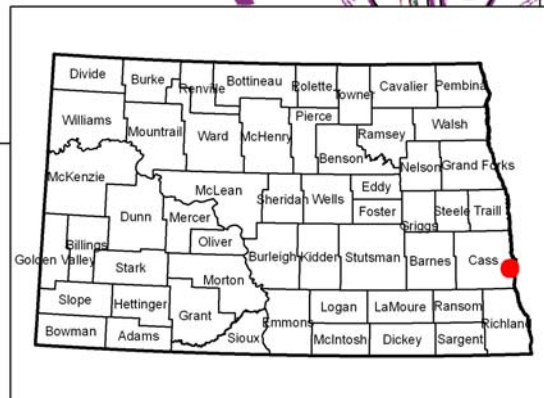 Divide Burke Renville Bottineau Rolette Towner Cavalier Pembina
Williams Mountrail Ward McHenry Pierce Ramsey Walsh
Benson Nelson Grand Forks
McKenzie McLean Sheridan Wells Eddy
Dunn Mercer Foster Griggs Steele Traill
Oliver
Golden Valley Billings Stark Morton Burleigh Kidder Stutsman Barnes Cass
Slope Hettinger Grant Emmons Logan LaMoure Ransom Richland
Bowman Adams Sioux McIntosh Dickey Sargent